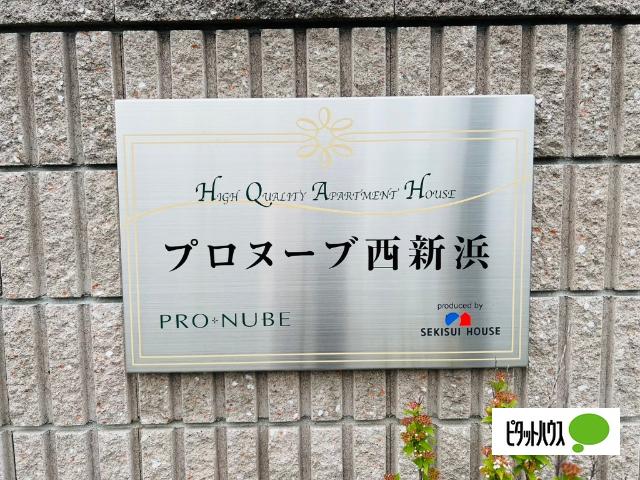 HIGH QUALITY APARTMENT HOUSE
プロヌーブ西新浜
PRO+NUBE
produced by
SEKISUI HOUSE
ピタットハウス